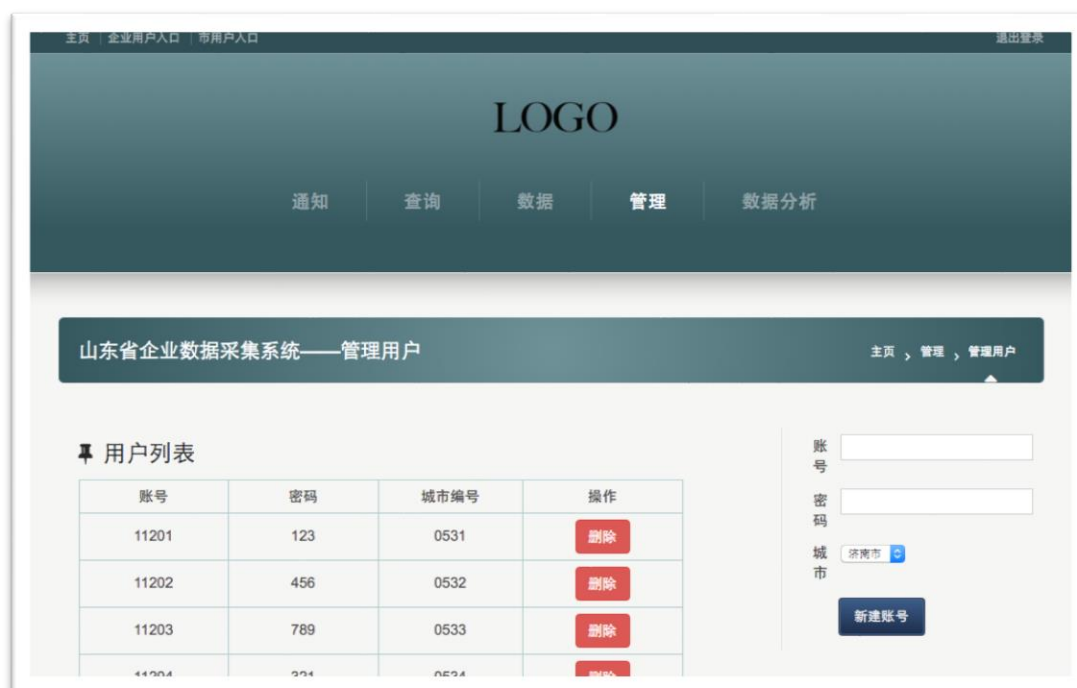 主页 企业用户入口 市用户入口 退出登录
LOGO
通知 查询 数据 管理 数据分析
山东省企业数据采集系统——管理用户
主页 , 管理 , 管理用户
用户列表
账号 密码 城市编号 操作
11201 123 0531 删除
11202 456 0532 删除
11203 789 0533 删除
11204 321 0534 删除
账号
密码
城市 济南市
新建账号